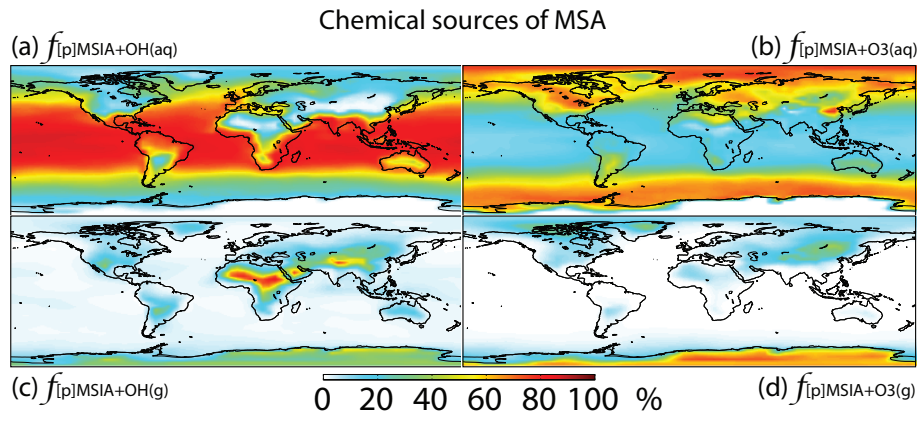 Chemical sources of MSA
(a) f[p]MSIA+OH(aq)
(b) f[p]MSIA+O3(aq)
(c) f[p]MSIA+OH(g)
0 20 40 60 80 100 %
(d) f[p]MSIA+O3(g)